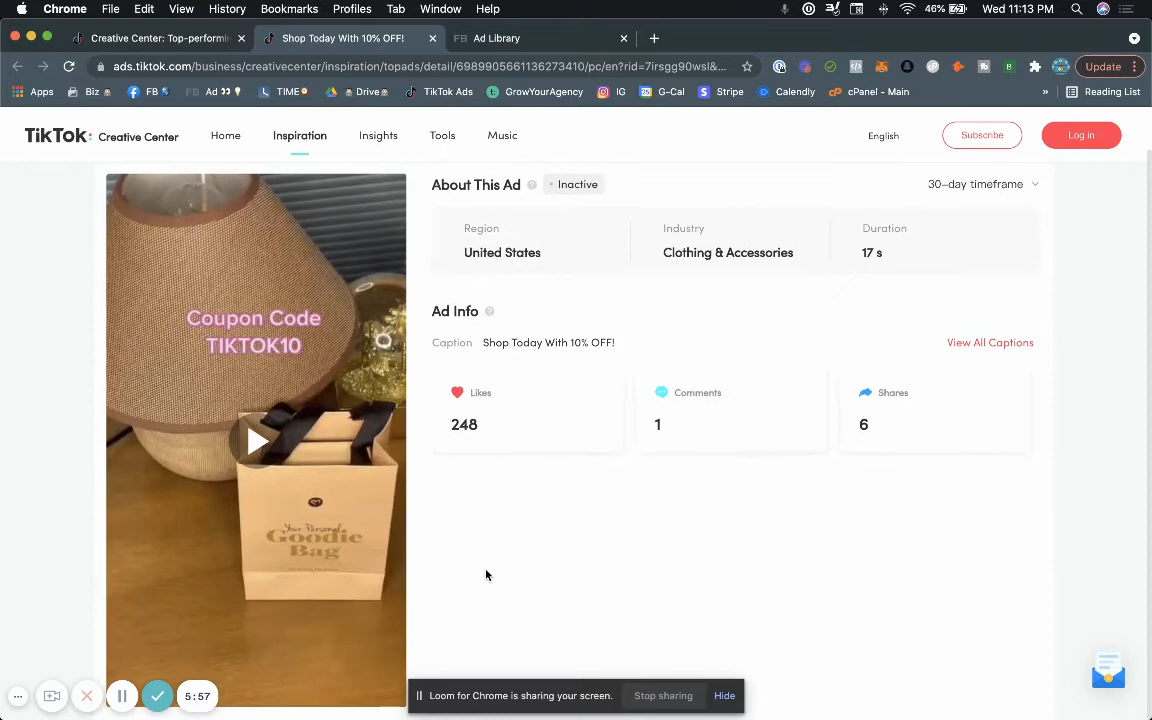 Chrome File Edit View History Bookmarks Profiles Tab Window Help 46% Wed 11:13 PM
Creative Center: Top-performin Shop Today With 10% OFF! FB Ad Library
ads.tiktok.com/business/creativecenter/inspiration/topads/detail/6989905661136273410/pc/en?rid=7irsgg90wsl&... Update
Apps Biz FB Ad TIME Drive TikTok Ads GrowYourAgency IG G-Cal Stripe Calendly cPanel - Main » Reading List
TikTok: Creative Center Home Inspiration Insights Tools Music English Subscribe Log in
About This Ad ? Inactive 30-day timeframe
Region Industry Duration
United States Clothing & Accessories 17 s
Coupon Code
TIKTOK10
Ad Info ?
Caption Shop Today With 10% OFF! View All Captions
Likes Comments Shares
248 1 6
Your Personal
Goodie
Bag
5:57
Loom for Chrome is sharing your screen. Stop sharing Hide